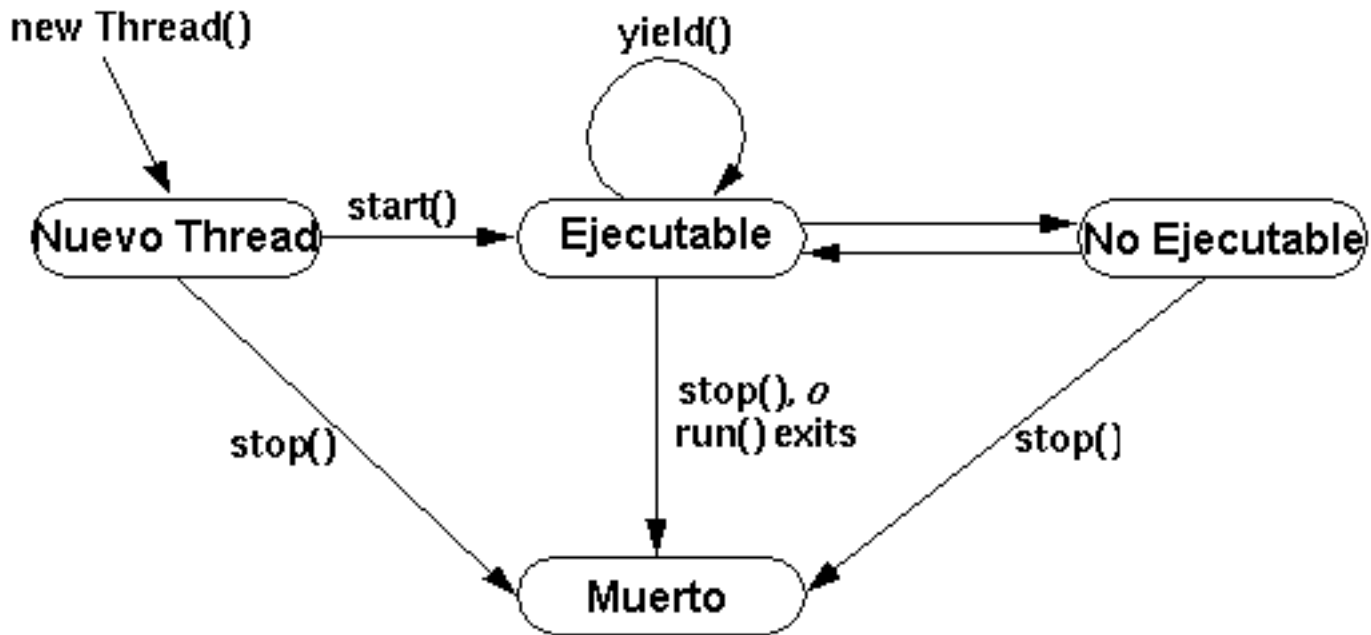 new Thread()
yield()
Nuevo Thread
start()
Ejecutable
No Ejecutable
stop()
stop(), o
run() exits
stop()
Muerto